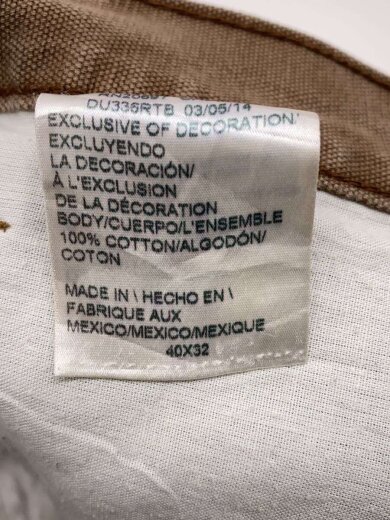 DU336RTB 03/05/14
EXCLUSIVE OF DECORATION/
EXCLUYENDO
LA DECORACIÓN/
À L'EXCLUSION
DE LA DÉCORATION
BODY/CUERPO/L'ENSEMBLE
100% COTTON/ALGODÓN/
COTON
MADE IN \ HECHO EN \
FABRIQUE AUX
MEXICO/MEXICO/MEXIQUE
40X32